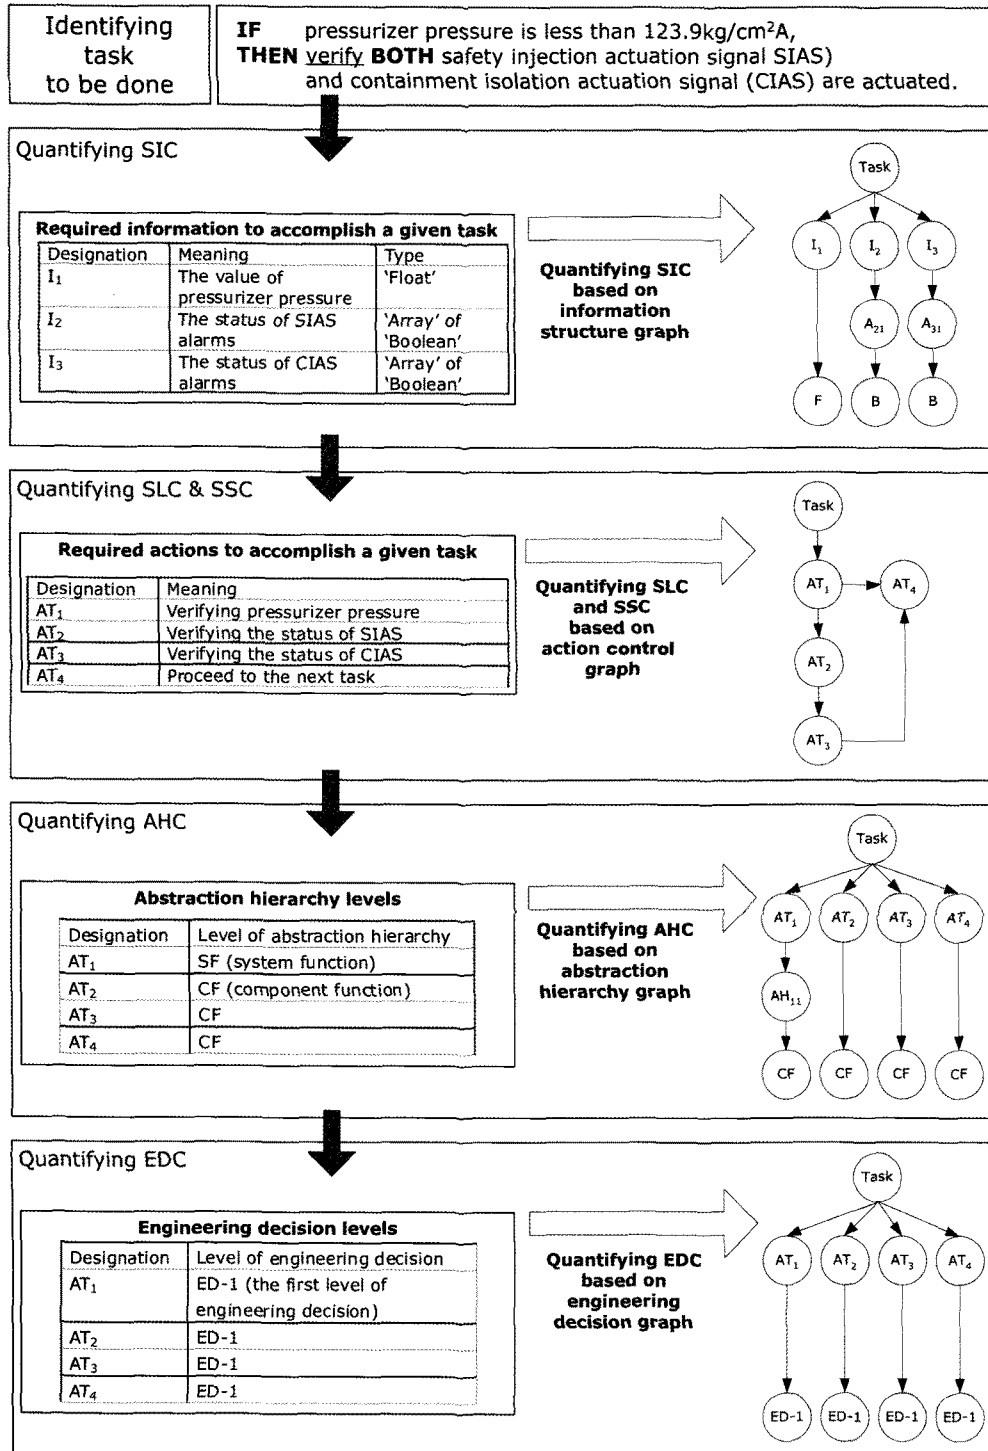 Identifying
task
to be done
IF pressurizer pressure is less than 123.9kg/cm²A,
THEN verify BOTH safety injection actuation signal SIAS)
and containment isolation actuation signal (CIAS) are actuated.
Quantifying SIC
Required information to accomplish a given task
Designation Meaning Type
I₁ The value of 'Float'
pressurizer pressure
I₂ The status of SIAS 'Array' of
alarms 'Boolean'
I₃ The status of CIAS 'Array' of
alarms 'Boolean'
Quantifying SIC
based on
information
structure graph
Task
I₁ I₂ I₃
A₂₁ A₃₁
F B B
Quantifying SLC & SSC
Required actions to accomplish a given task
Designation Meaning
AT₁ Verifying pressurizer pressure
AT₂ Verifying the status of SIAS
AT₃ Verifying the status of CIAS
AT₄ Proceed to the next task
Quantifying SLC
and SSC
based on
action control
graph
Task
AT₁ AT₄
AT₂
AT₃
Quantifying AHC
Abstraction hierarchy levels
Designation Level of abstraction hierarchy
AT₁ SF (system function)
AT₂ CF (component function)
AT₃ CF
AT₄ CF
Quantifying AHC
based on
abstraction
hierarchy graph
Task
AT₁ AT₂ AT₃ AT₄
AH₁₁
CF CF CF CF
Quantifying EDC
Engineering decision levels
Designation Level of engineering decision
AT₁ ED-1 (the first level of
engineering decision)
AT₂ ED-1
AT₃ ED-1
AT₄ ED-1
Quantifying EDC
based on
engineering
decision graph
Task
AT₁ AT₂ AT₃ AT₄
ED-1 ED-1 ED-1 ED-1